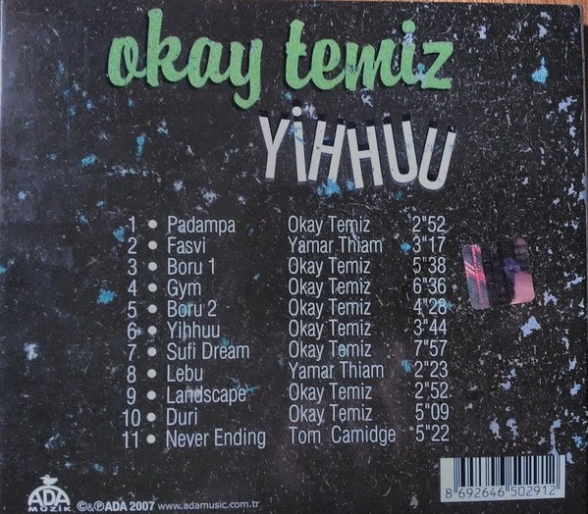 okay temiz
YİHHUU
1 • Padampa Okay Temiz 2"52
2 • Fasvi Yamar Thiam 3"17
3 • Boru 1 Okay Temiz 5"38
4 • Gym Okay Temiz 6"36
5 • Boru 2 Okay Temiz 4"28
6 • Yihhuu Okay Temiz 3"44
7 • Sufi Dream Okay Temiz 7"57
8 • Lebu Yamar Thiam 2"23
9 • Landscape Okay Temiz 2"52
10 • Duri Okay Temiz 5"09
11 • Never Ending Tom Camidge 5"22
ADA
MÜZİK
©&℗ADA 2007 www.adamusic.com.tr
8 692646 502912